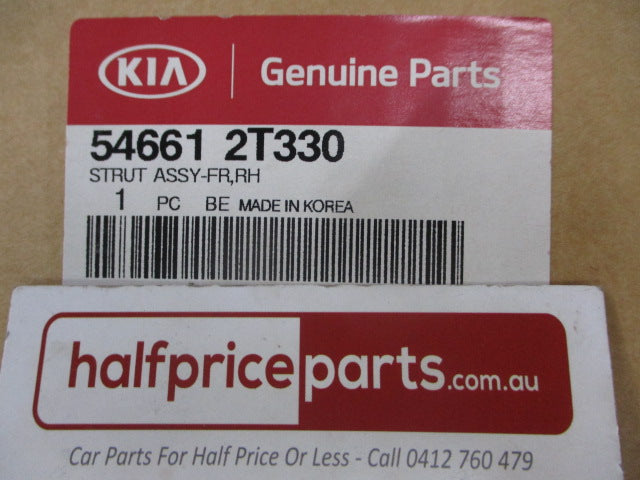 KIA Genuine Parts
54661 2T330
STRUT ASSY-FR,RH
1 PC BE MADE IN KOREA
halfpriceparts.com.au
Car Parts For Half Price Or Less - Call 0412 760 479